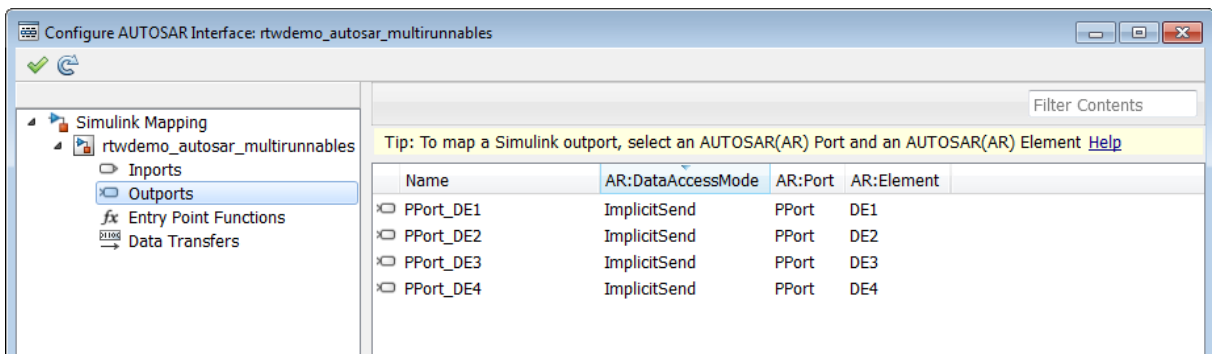 Configure AUTOSAR Interface: rtwdemo_autosar_multirunnables
Filter Contents
Simulink Mapping
rtwdemo_autosar_multirunnables
Inports
Outports
fx Entry Point Functions
Data Transfers
Tip: To map a Simulink outport, select an AUTOSAR(AR) Port and an AUTOSAR(AR) Element Help
Name AR:DataAccessMode AR:Port AR:Element
PPort_DE1 ImplicitSend PPort DE1
PPort_DE2 ImplicitSend PPort DE2
PPort_DE3 ImplicitSend PPort DE3
PPort_DE4 ImplicitSend PPort DE4